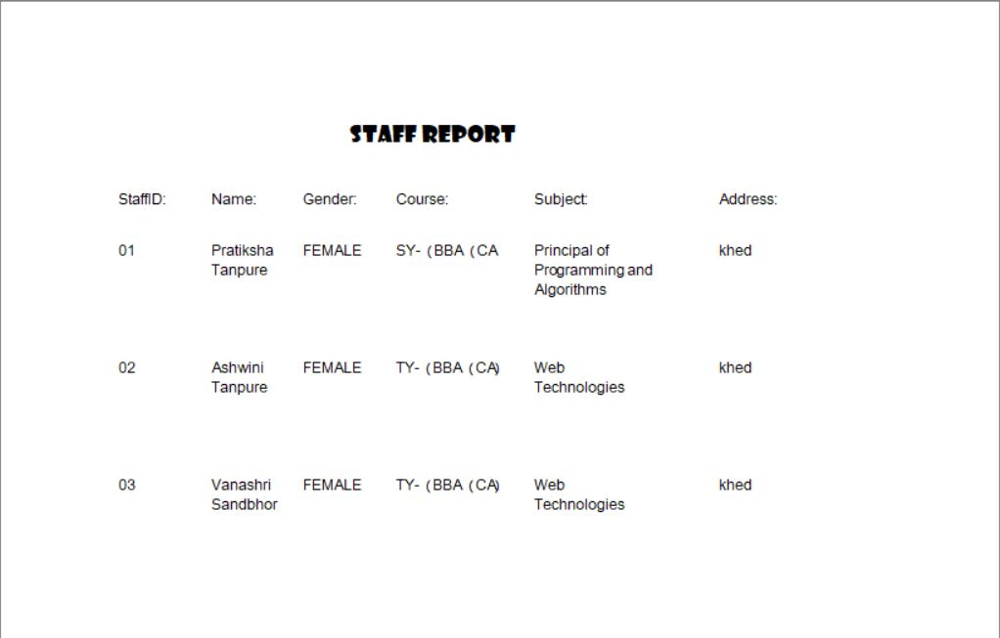 STAFF REPORT
StaffID: Name: Gender: Course: Subject: Address:
01 Pratiksha FEMALE SY- (BBA (CA Principal of khed
Tanpure Programming and
Algorithms
02 Ashwini FEMALE TY- (BBA (CA) Web khed
Tanpure Technologies
03 Vanashri FEMALE TY- (BBA (CA) Web khed
Sandbhor Technologies